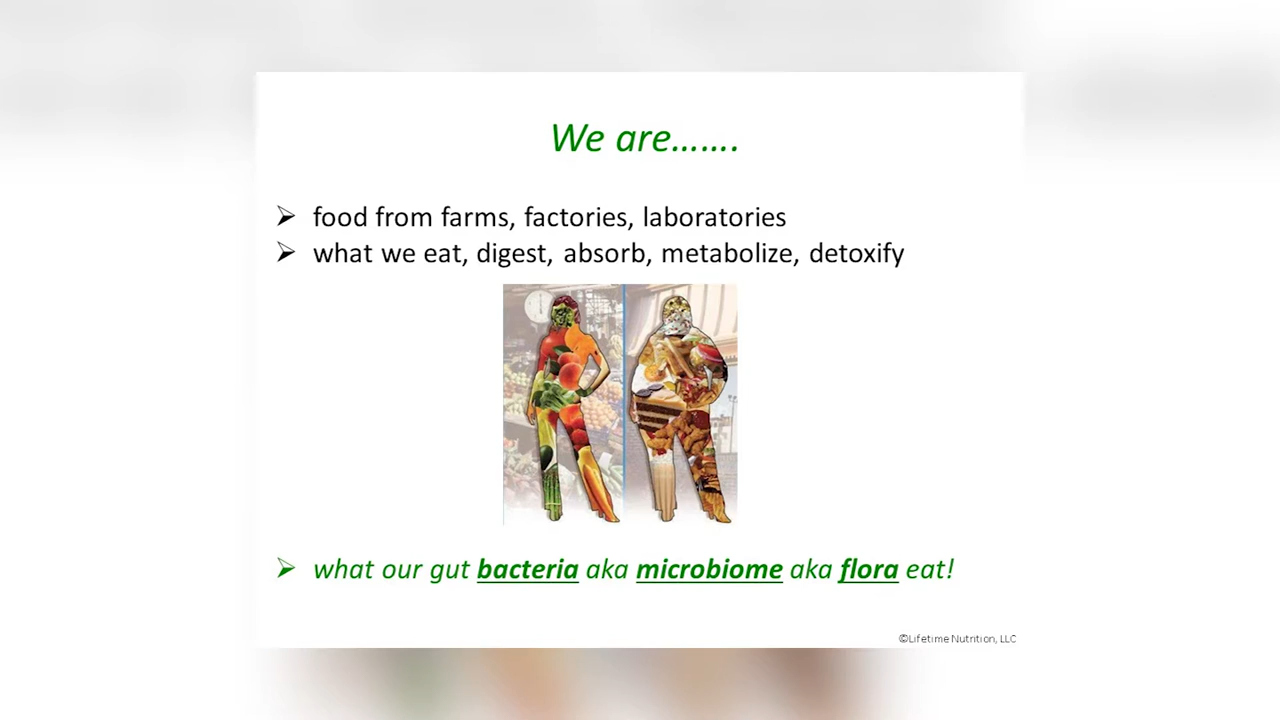 We are.......
➢ food from farms, factories, laboratories
➢ what we eat, digest, absorb, metabolize, detoxify
➢ what our gut bacteria aka microbiome aka flora eat!
©Lifetime Nutrition, LLC